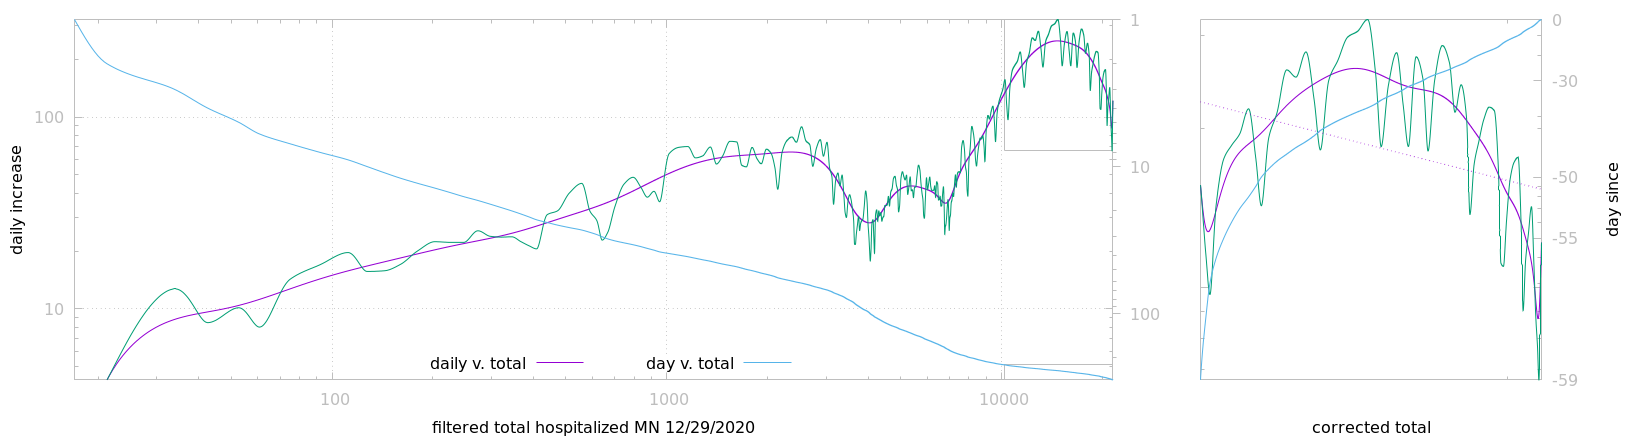 1
0
100
-30
daily increase
10
-50
day since
-55
10
100
daily v. total
day v. total
-59
100
1000
10000
filtered total hospitalized MN 12/29/2020
corrected total